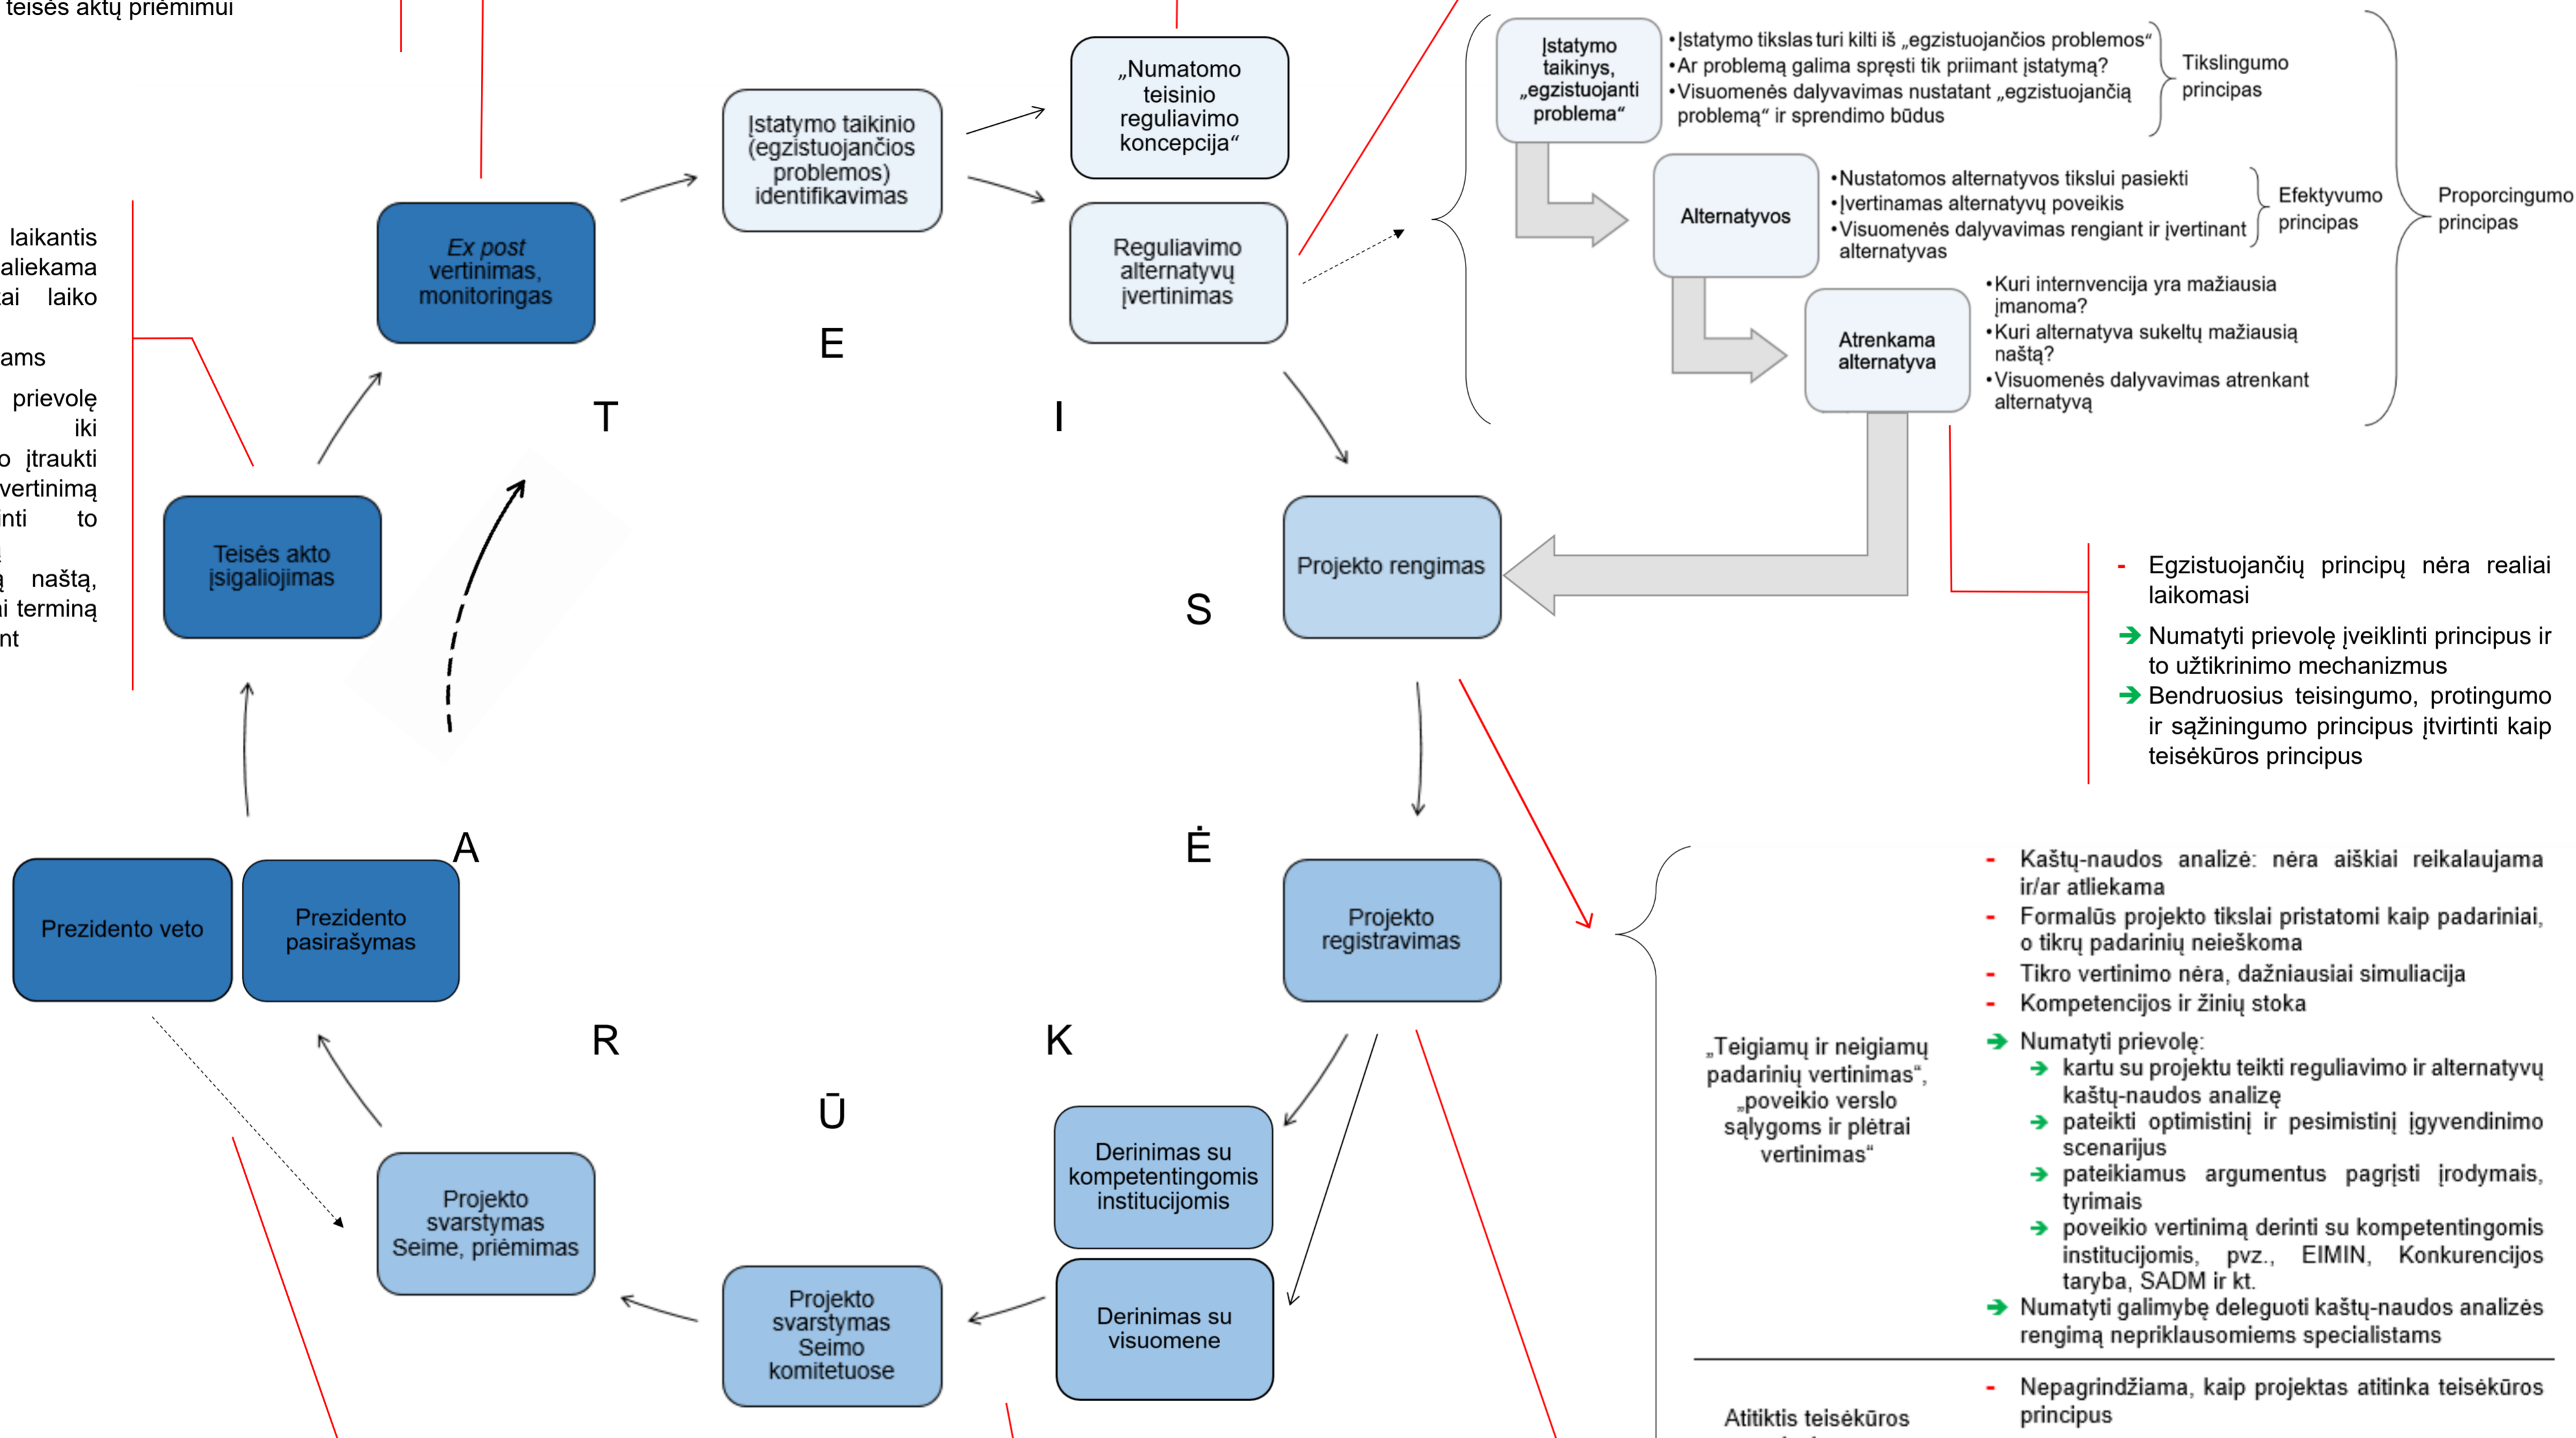 teisės aktų priėmimui
„Numatomo
teisinio
reguliavimo
koncepcija“
Įstatymo taikinio
(egzistuojančios
problemos)
identifikavimas
Ex post
vertinimas,
monitoringas
Reguliavimo
alternatyvų
įvertinimas
Įstatymo
taikinys,
„egzistuojanti
problema“
•Įstatymo tikslas turi kilti iš „egzistuojančios problemos“
•Ar problemą galima spręsti tik priimant įstatymą?
•Visuomenės dalyvavimas nustatant „egzistuojančią
problemą“ ir sprendimo būdus
Tikslingumo
principas
Alternatyvos
•Nustatomos alternatyvos tikslui pasiekti
•Įvertinamas alternatyvų poveikis
•Visuomenės dalyvavimas rengiant ir įvertinant
alternatyvas
Efektyvumo
principas
Proporcingumo
principas
Atrenkama
alternatyva
•Kuri internvencija yra mažiausia
įmanoma?
•Kuri alternatyva sukeltų mažiausią
naštą?
•Visuomenės dalyvavimas atrenkant
alternatyvą
laikantis
laiko
prievolę
iki
įtraukti
vertinimą
to
naštą,
terminą
T
E
I
S
Ė
K
Ū
R
A
Teisės akto
įsigaliojimas
Projekto rengimas
- Egzistuojančių principų nėra realiai
laikomasi
➔ Numatyti prievolę įveiklinti principus ir
to užtikrinimo mechanizmus
➔ Bendruosius teisingumo, protingumo
ir sąžiningumo principus įtvirtinti kaip
teisėkūros principus
Prezidento veto
Prezidento
pasirašymas
Projekto
registravimas
Derinimas su
kompetentingomis
institucijomis
Derinimas su
visuomene
Projekto
svarstymas
Seimo
komitetuose
Projekto
svarstymas
Seime, priėmimas
„Teigiamų ir neigiamų
padarinių vertinimas“,
„poveikio verslo
sąlygoms ir plėtrai
vertinimas“
- Kaštų-naudos analizė: nėra aiškiai reikalaujama
ir/ar atliekama
- Formalūs projekto tikslai pristatomi kaip padariniai,
o tikrų padarinių neieškoma
- Tikro vertinimo nėra, dažniausiai simuliacija
- Kompetencijos ir žinių stoka
➔ Numatyti prievolę:
➔ kartu su projektu teikti reguliavimo ir alternatyvų
kaštų-naudos analizę
➔ pateikti optimistinį ir pesimistinį įgyvendinimo
scenarijus
➔ pateikiamus argumentus pagrįsti įrodymais,
tyrimais
➔ poveikio vertinimą derinti su kompetentingomis
institucijomis, pvz., EIMIN, Konkurencijos
taryba, SADM ir kt.
➔ Numatyti galimybę deleguoti kaštų-naudos analizės
rengimą nepriklausomiems specialistams
Atitiktis teisėkūros
- Nepagrindžiama, kaip projektas atitinka teisėkūros
principus